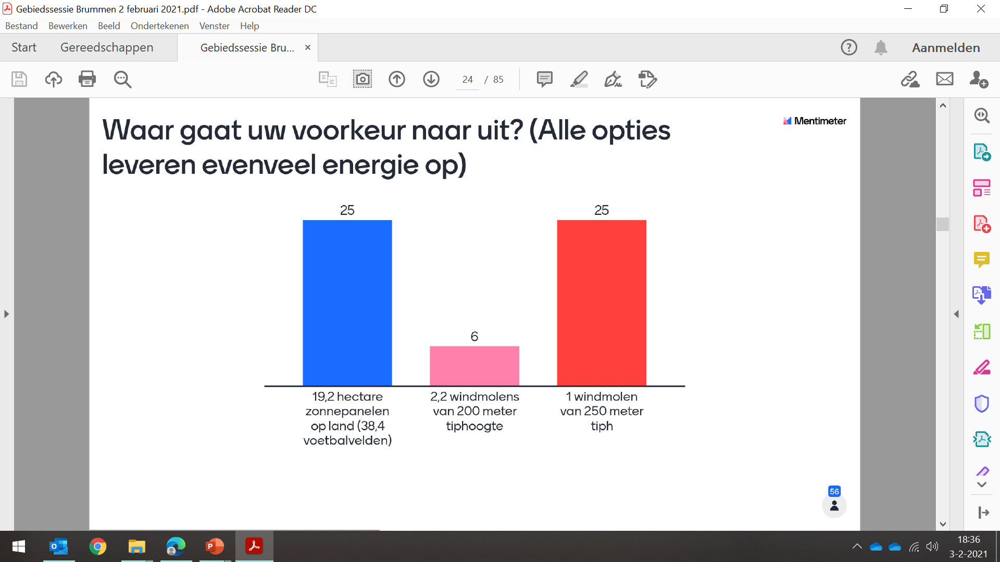 Gebiedssessie Brummen 2 februari 2021.pdf - Adobe Acrobat Reader DC
Bestand Bewerken Beeld Ondertekenen Venster Help
Start Gereedschappen Gebiedssessie Bru... × Aanmelden
24 / 85
Waar gaat uw voorkeur naar uit? (Alle opties
leveren evenveel energie op)
Mentimeter
25
6
25
19,2 hectare
zonnepanelen
op land (38,4
voetbalvelden)
2,2 windmolens
van 200 meter
tiphoogte
1 windmolen
van 250 meter
tiph
56
18:36
3-2-2021